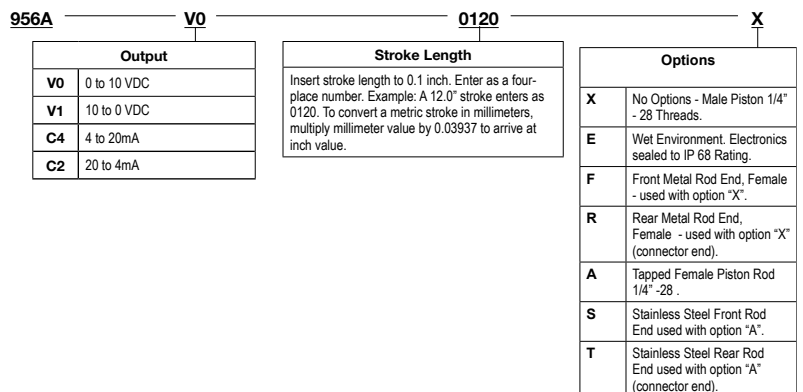 956A V0 0120 X
Output
V0 0 to 10 VDC
V1 10 to 0 VDC
C4 4 to 20mA
C2 20 to 4mA
Stroke Length
Insert stroke length to 0.1 inch. Enter as a four-
place number. Example: A 12.0” stroke enters as
0120. To convert a metric stroke in millimeters,
multiply millimeter value by 0.03937 to arrive at
inch value.
Options
X No Options - Male Piston 1/4”
- 28 Threads.
E Wet Environment. Electronics
sealed to IP 68 Rating.
F Front Metal Rod End, Female
- used with option “X”.
R Rear Metal Rod End,
Female - used with option “X”
(connector end).
A Tapped Female Piston Rod
1/4” -28 .
S Stainless Steel Front Rod
End used with option “A”.
T Stainless Steel Rear Rod
End used with option “A”
(connector end).